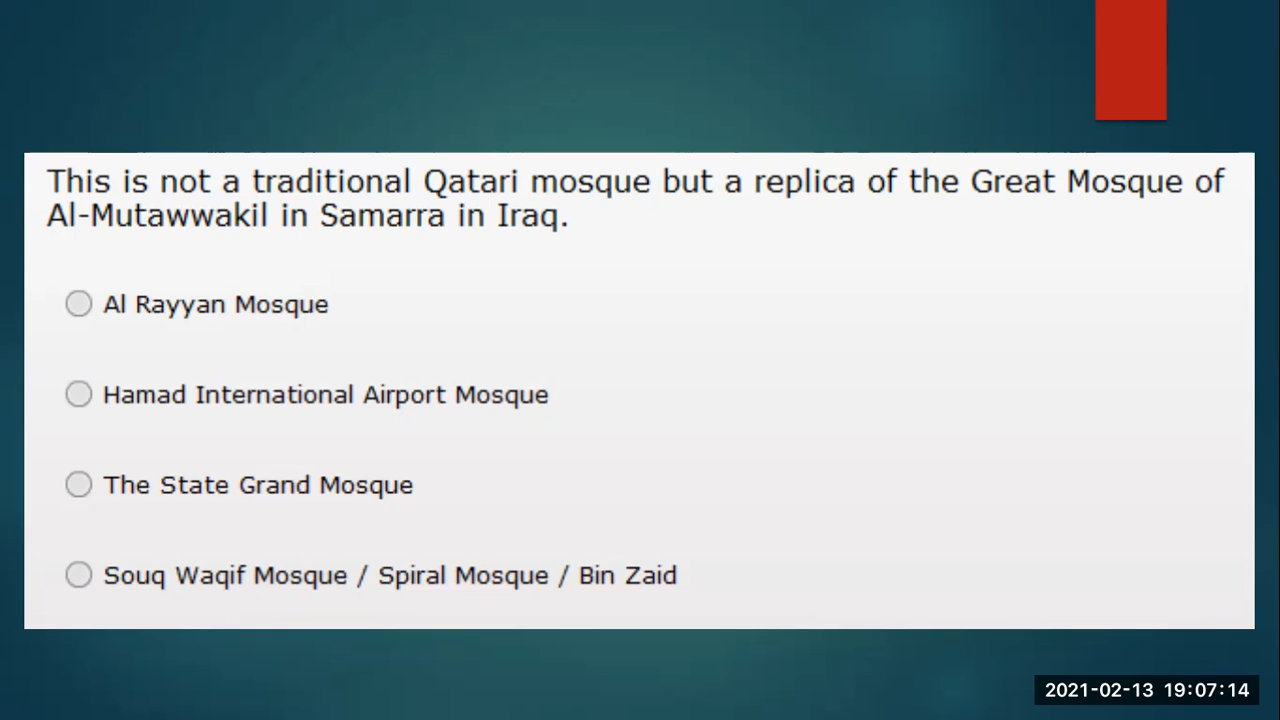 This is not a traditional Qatari mosque but a replica of the Great Mosque of
Al-Mutawwakil in Samarra in Iraq.
Al Rayyan Mosque
Hamad International Airport Mosque
The State Grand Mosque
Souq Waqif Mosque / Spiral Mosque / Bin Zaid
2021-02-13 19:07:14